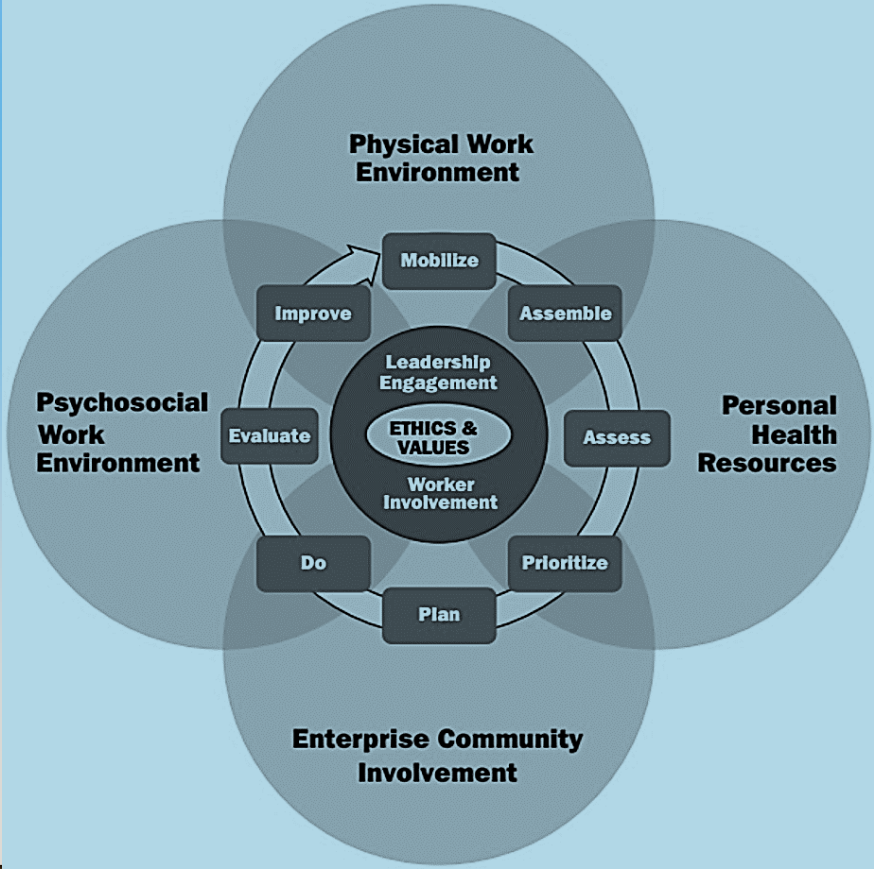 Physical Work
Environment
Mobilize
Improve
Assemble
Leadership
Engagement
Psychosocial
Work
Environment
Evaluate
ETHICS &
VALUES
Assess
Personal
Health
Resources
Worker
Involvement
Do
Prioritize
Plan
Enterprise Community
Involvement